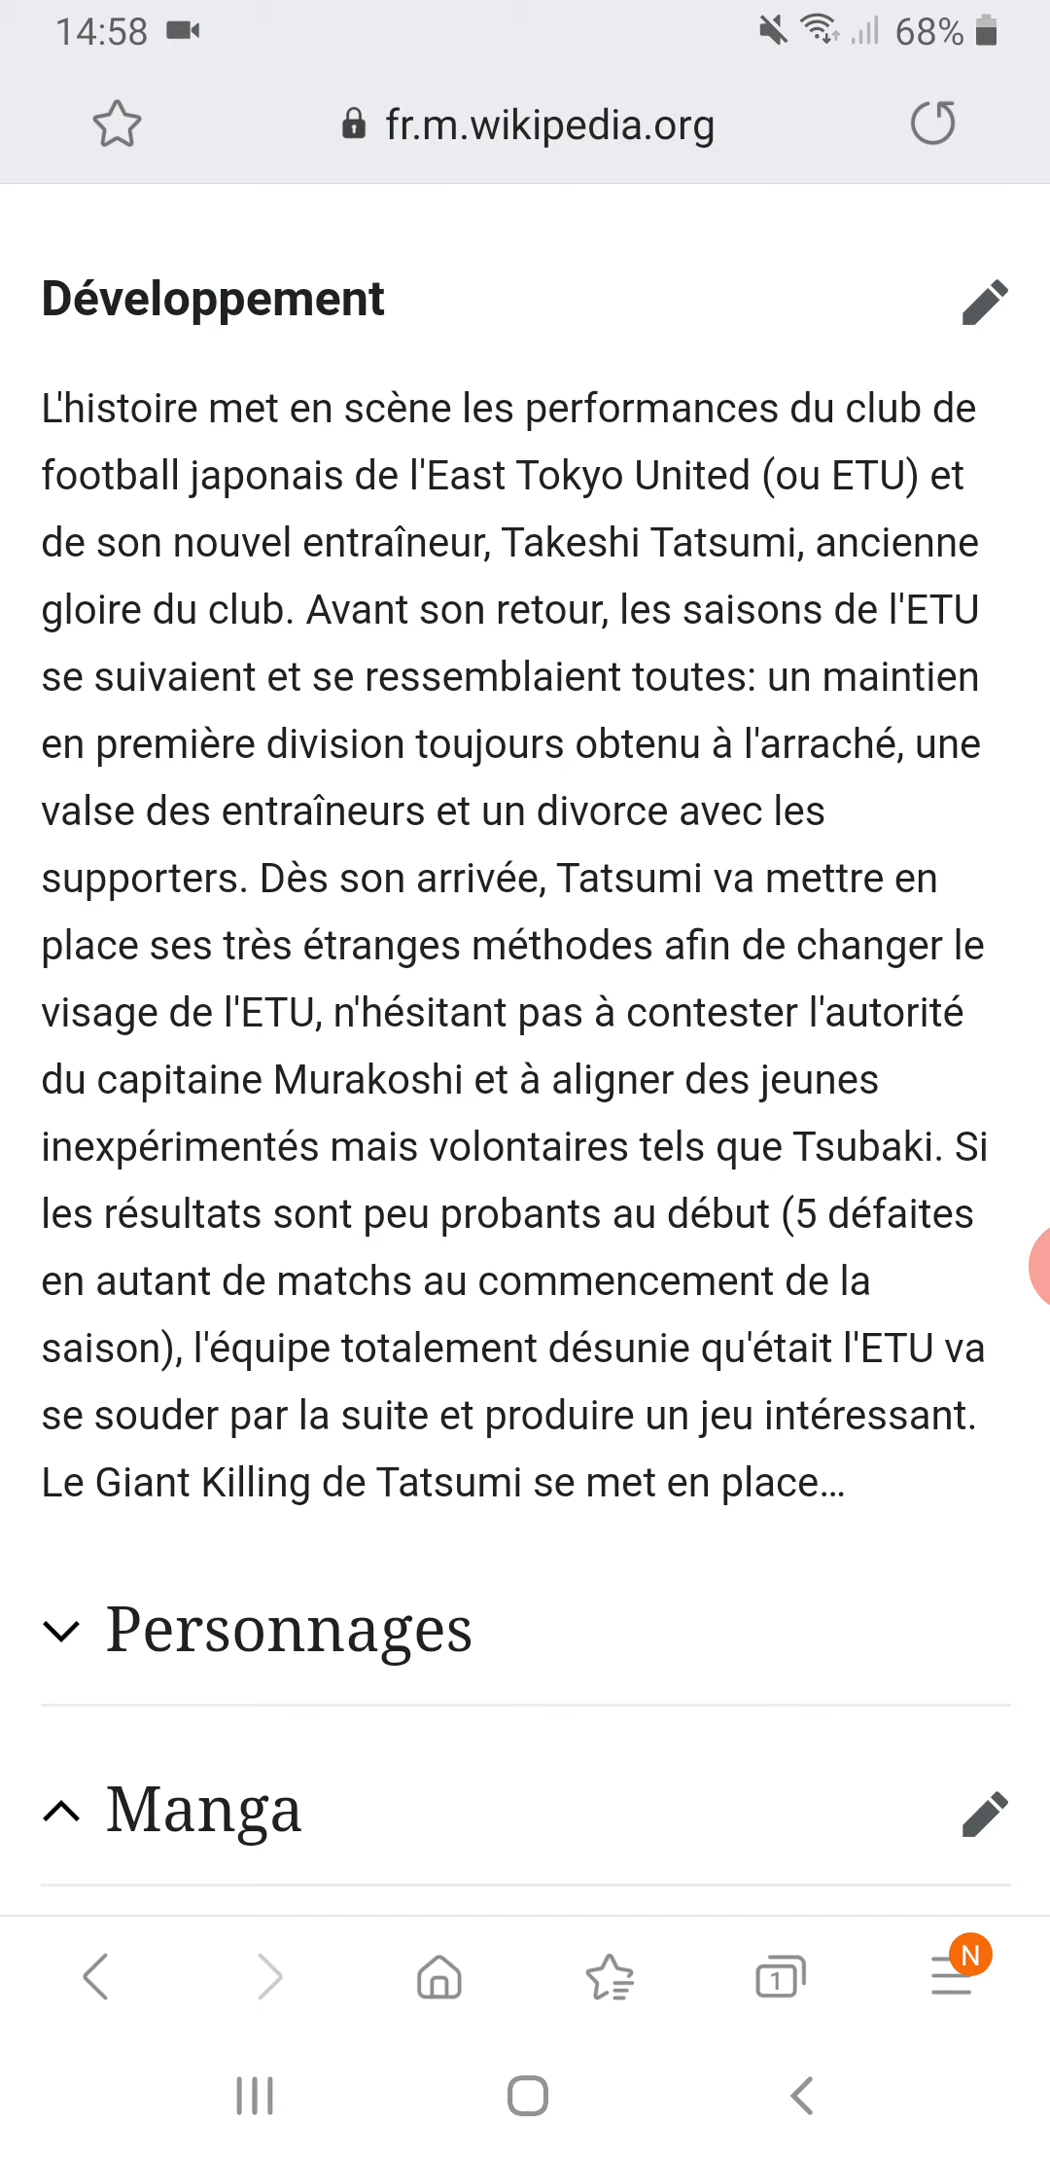 14:58
68%
fr.m.wikipedia.org
Développement
L'histoire met en scène les performances du club de
football japonais de l'East Tokyo United (ou ETU) et
de son nouvel entraîneur, Takeshi Tatsumi, ancienne
gloire du club. Avant son retour, les saisons de l'ETU
se suivaient et se ressemblaient toutes: un maintien
en première division toujours obtenu à l'arraché, une
valse des entraîneurs et un divorce avec les
supporters. Dès son arrivée, Tatsumi va mettre en
place ses très étranges méthodes afin de changer le
visage de l'ETU, n'hésitant pas à contester l'autorité
du capitaine Murakoshi et à aligner des jeunes
inexpérimentés mais volontaires tels que Tsubaki. Si
les résultats sont peu probants au début (5 défaites
en autant de matchs au commencement de la
saison), l'équipe totalement désunie qu'était l'ETU va
se souder par la suite et produire un jeu intéressant.
Le Giant Killing de Tatsumi se met en place...
Personnages
Manga
1
N